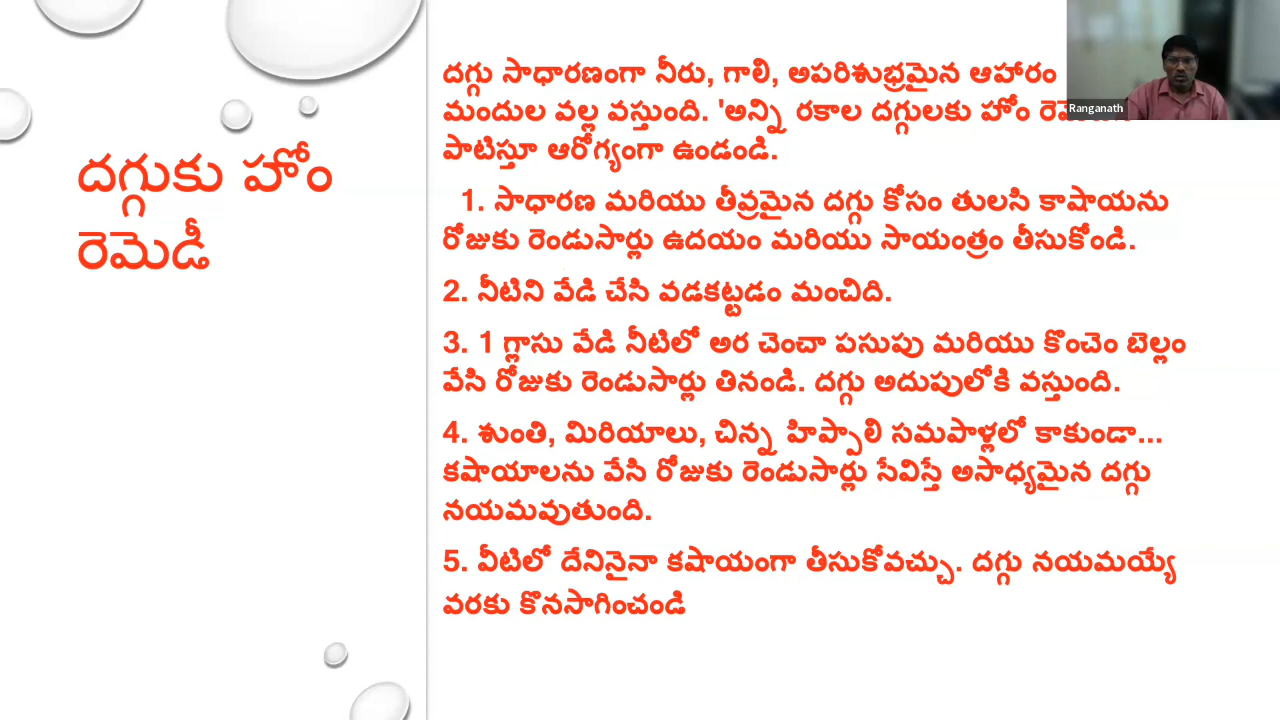 దగ్గుకు హోం
రెమెడీ
దగ్గు సాధారణంగా నీరు, గాలి, అపరిశుభ్రమైన ఆహారం
మందుల వల్ల వస్తుంది. 'అన్ని రకాల దగ్గులకు హోం
పాటిస్తూ ఆరోగ్యంగా ఉండండి.
1. సాధారణ మరియు తీవ్రమైన దగ్గు కోసం తులసి కాషాయను
రోజుకు రెండుసార్లు ఉదయం మరియు సాయంత్రం తీసుకోండి.
2. నీటిని వేడి చేసి వడకట్టడం మంచిది.
3. 1 గ్లాసు వేడి నీటిలో అర చెంచా పసుపు మరియు కొంచెం బెల్లం
వేసి రోజుకు రెండుసార్లు తినండి. దగ్గు అదుపులోకి వస్తుంది.
4. శుంతి, మిరియాలు, చిన్న హిప్పాలి సమపాళ్లలో కాకుండా...
కషాయాలను వేసి రోజుకు రెండుసార్లు సేవిస్తే అసాధ్యమైన దగ్గు
నయమవుతుంది.
5. వీటిలో దేనినైనా కషాయంగా తీసుకోవచ్చు. దగ్గు నయమయ్యే
వరకు కొనసాగించండి
Ranganath